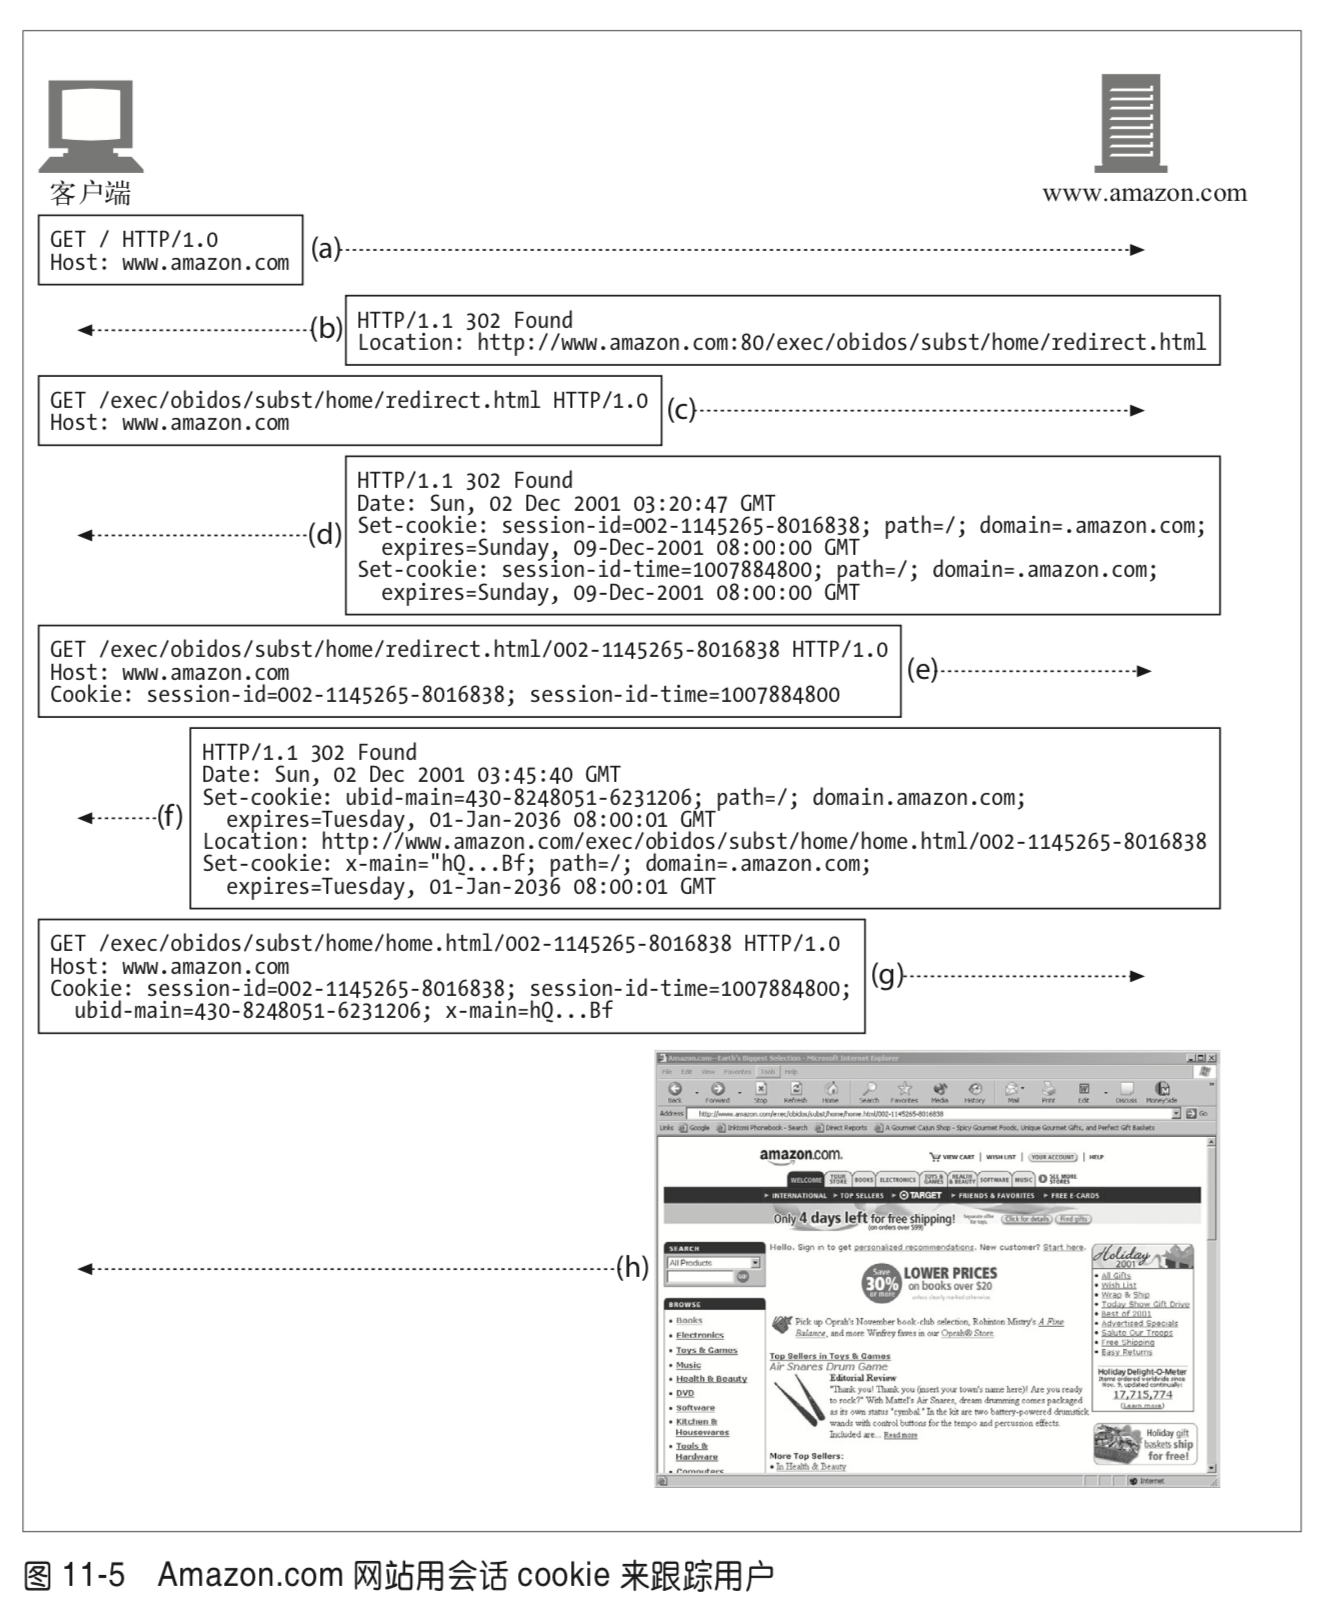 客户端
www.amazon.com
GET / HTTP/1.0
Host: www.amazon.com
(a)
(b)
HTTP/1.1 302 Found
Location: http://www.amazon.com:80/exec/obidos/subst/home/redirect.html
GET /exec/obidos/subst/home/redirect.html HTTP/1.0
Host: www.amazon.com
(c)
(d)
HTTP/1.1 302 Found
Date: Sun, 02 Dec 2001 03:20:47 GMT
Set-cookie: session-id=002-1145265-8016838; path=/; domain=.amazon.com;
expires=Sunday, 09-Dec-2001 08:00:00 GMT
Set-cookie: session-id-time=1007884800; path=/; domain=.amazon.com;
expires=Sunday, 09-Dec-2001 08:00:00 GMT
GET /exec/obidos/subst/home/redirect.html/002-1145265-8016838 HTTP/1.0
Host: www.amazon.com
Cookie: session-id=002-1145265-8016838; session-id-time=1007884800
(e)
(f)
HTTP/1.1 302 Found
Date: Sun, 02 Dec 2001 03:45:40 GMT
Set-cookie: ubid-main=430-8248051-6231206; path=/; domain.amazon.com;
expires=Tuesday, 01-Jan-2036 08:00:01 GMT
Location: http://www.amazon.com/exec/obidos/subst/home/home.html/002-1145265-8016838
Set-cookie: x-main="hQ...Bf; path=/; domain=.amazon.com;
expires=Tuesday, 01-Jan-2036 08:00:01 GMT
GET /exec/obidos/subst/home/home.html/002-1145265-8016838 HTTP/1.0
Host: www.amazon.com
Cookie: session-id=002-1145265-8016838; session-id-time=1007884800;
ubid-main=430-8248051-6231206; x-main=hQ...Bf
(g)
(h)
Amazon.com--Earth's Biggest Selection - Microsoft Internet Explorer
File Edit View Favorites Tools Help
Back Forward Stop Refresh Home Search Favorites Media History Mail Print Edit Discuss MoneySide
Address http://www.amazon.com/exec/obidos/subst/home/home.html/002-1145265-8016838 Go
Links Google Inktomi Phonebook - Search Direct Reports A Gourmet Cajun Shop - Spicy Gourmet Foods, Unique Gourmet Gifts, and Perfect Gift Baskets
amazon.com.
VIEW CART | WISH LIST | YOUR ACCOUNT | HELP
WELCOME YOUR STORE BOOKS ELECTRONICS TOYS & GAMES HEALTH & BEAUTY SOFTWARE MUSIC SEE MORE STORES
INTERNATIONAL TOP SELLERS TARGET FRIENDS & FAVORITES FREE E-CARDS
Only 4 days left for free shipping!
(on orders over $99)
Separate offer for toys.
Click for details
Find gifts
SEARCH
All Products
GO!
BROWSE
Books
Electronics
Toys & Games
Music
Health & Beauty
DVD
Software
Kitchen &
Housewares
Tools &
Hardware
Computers
Hello. Sign in to get personalized recommendations. New customer? Start here.
Save
30%
or more
LOWER PRICES
on books over $20
unless clearly marked otherwise
Pick up Oprah's November book-club selection, Rohinton Mistry's A Fine
Balance, and more Winfrey faves in our Oprah® Store.
Top Sellers in Toys & Games
Air Snares Drum Game
Editorial Review
"Thank you! Thank you (insert your town's name here)! Are you ready
to rock?" With Mattel's Air Snares, dream drumming comes packaged
as its own status "cymbal." In the kit are two battery-powered drumstick
wands with control buttons for the tempo and percussion effects.
Included are... Read more
More Top Sellers:
In Health & Beauty
Holiday
2001
All Gifts
Wish List
Wrap & Ship
Today Show Gift Drive
Best of 2001
Advertised Specials
Salute Our Troops
Free Shipping
Easy Returns
Holiday Delight-O-Meter
Items ordered worldwide since
Nov. 9, updated continually:
17,715,774
(Learn more)
Holiday gift
baskets ship
for free!
Internet
图 11-5 Amazon.com 网站用会话 cookie 来跟踪用户